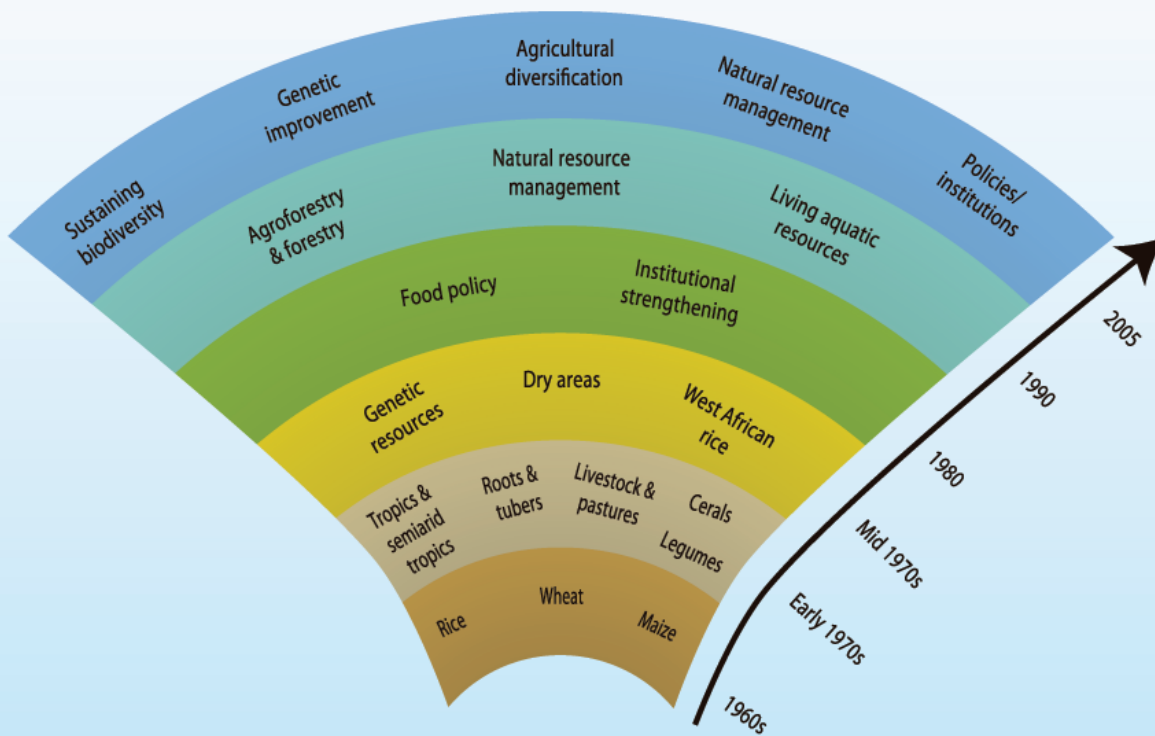 Agricultural
diversification
Genetic
improvement
Natural resource
management
Sustaining
biodiversity
Policies/
institutions
Natural resource
management
Agroforestry
& forestry
Living aquatic
resources
Food policy
Institutional
strengthening
Genetic
resources
Dry areas
West African
rice
Tropics &
semiarid
tropics
Roots &
tubers
Livestock &
pastures
Cerals
Legumes
Rice
Wheat
Maize
2005
1990
1980
Mid 1970s
Early 1970s
1960s